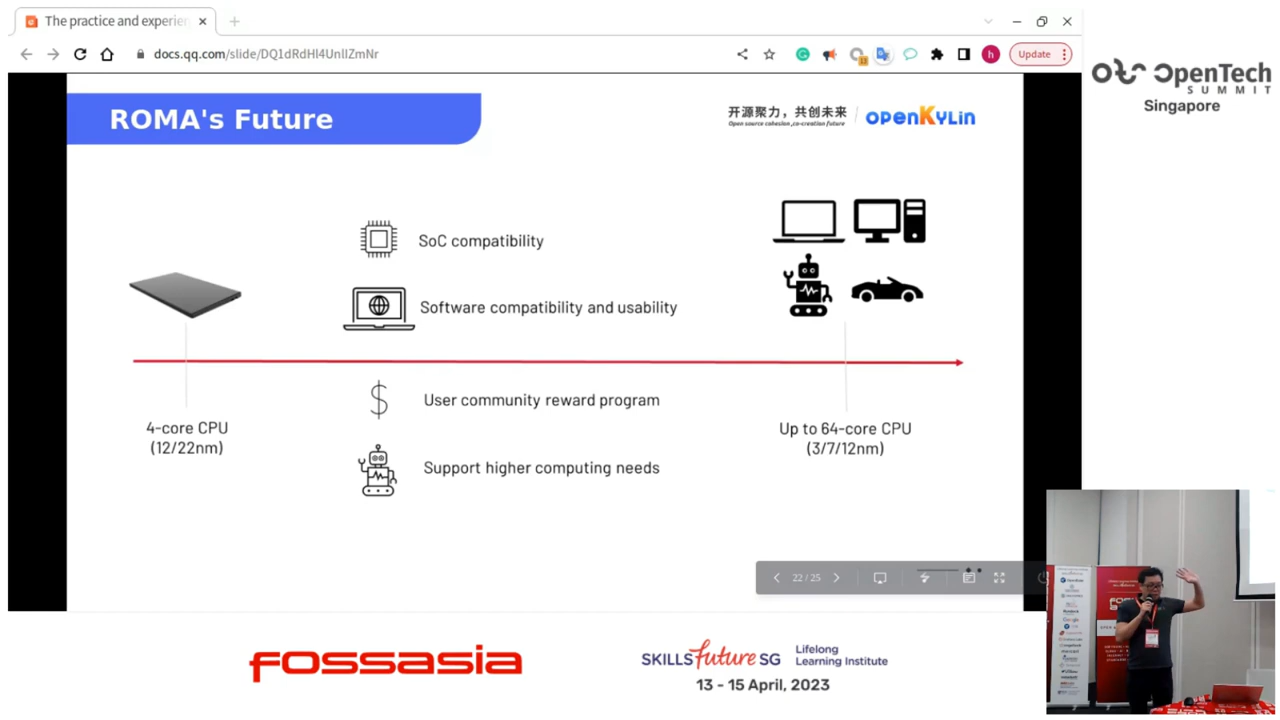 The practice and experien
docs.qq.com/slide/DQ1dRdHl4UnlIZmNr
h
Update
ROMA's Future
开源聚力，共创未来
Open source cohesion,co-creation future
openKylin
OpenTech
SUMMIT
Singapore
SoC compatibility
Software compatibility and usability
User community reward program
Support higher computing needs
4-core CPU
(12/22nm)
Up to 64-core CPU
(3/7/12nm)
22 / 25
FOSSASIA
SKILLSfuture SG
Lifelong
Learning Institute
13 - 15 April, 2023